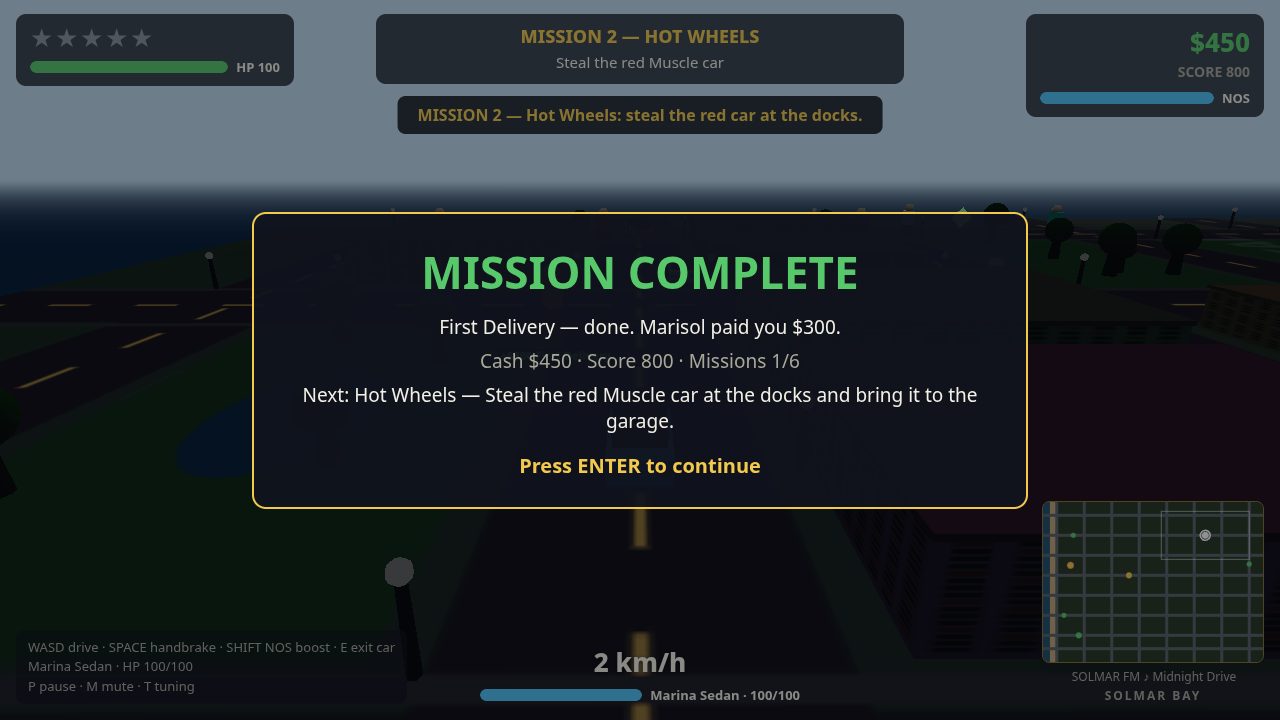 ★★★★★
HP 100
MISSION 2 — HOT WHEELS
Steal the red Muscle car
MISSION 2 — Hot Wheels: steal the red car at the docks.
$450
SCORE 800
NOS
MISSION COMPLETE
First Delivery — done. Marisol paid you $300.
Cash $450 · Score 800 · Missions 1/6
Next: Hot Wheels — Steal the red Muscle car at the docks and bring it to the
garage.
Press ENTER to continue
WASD drive · SPACE handbrake · SHIFT NOS boost · E exit car
Marina Sedan · HP 100/100
P pause · M mute · T tuning
2 km/h
Marina Sedan · 100/100
SOLMAR FM ♪ Midnight Drive
SOLMAR BAY